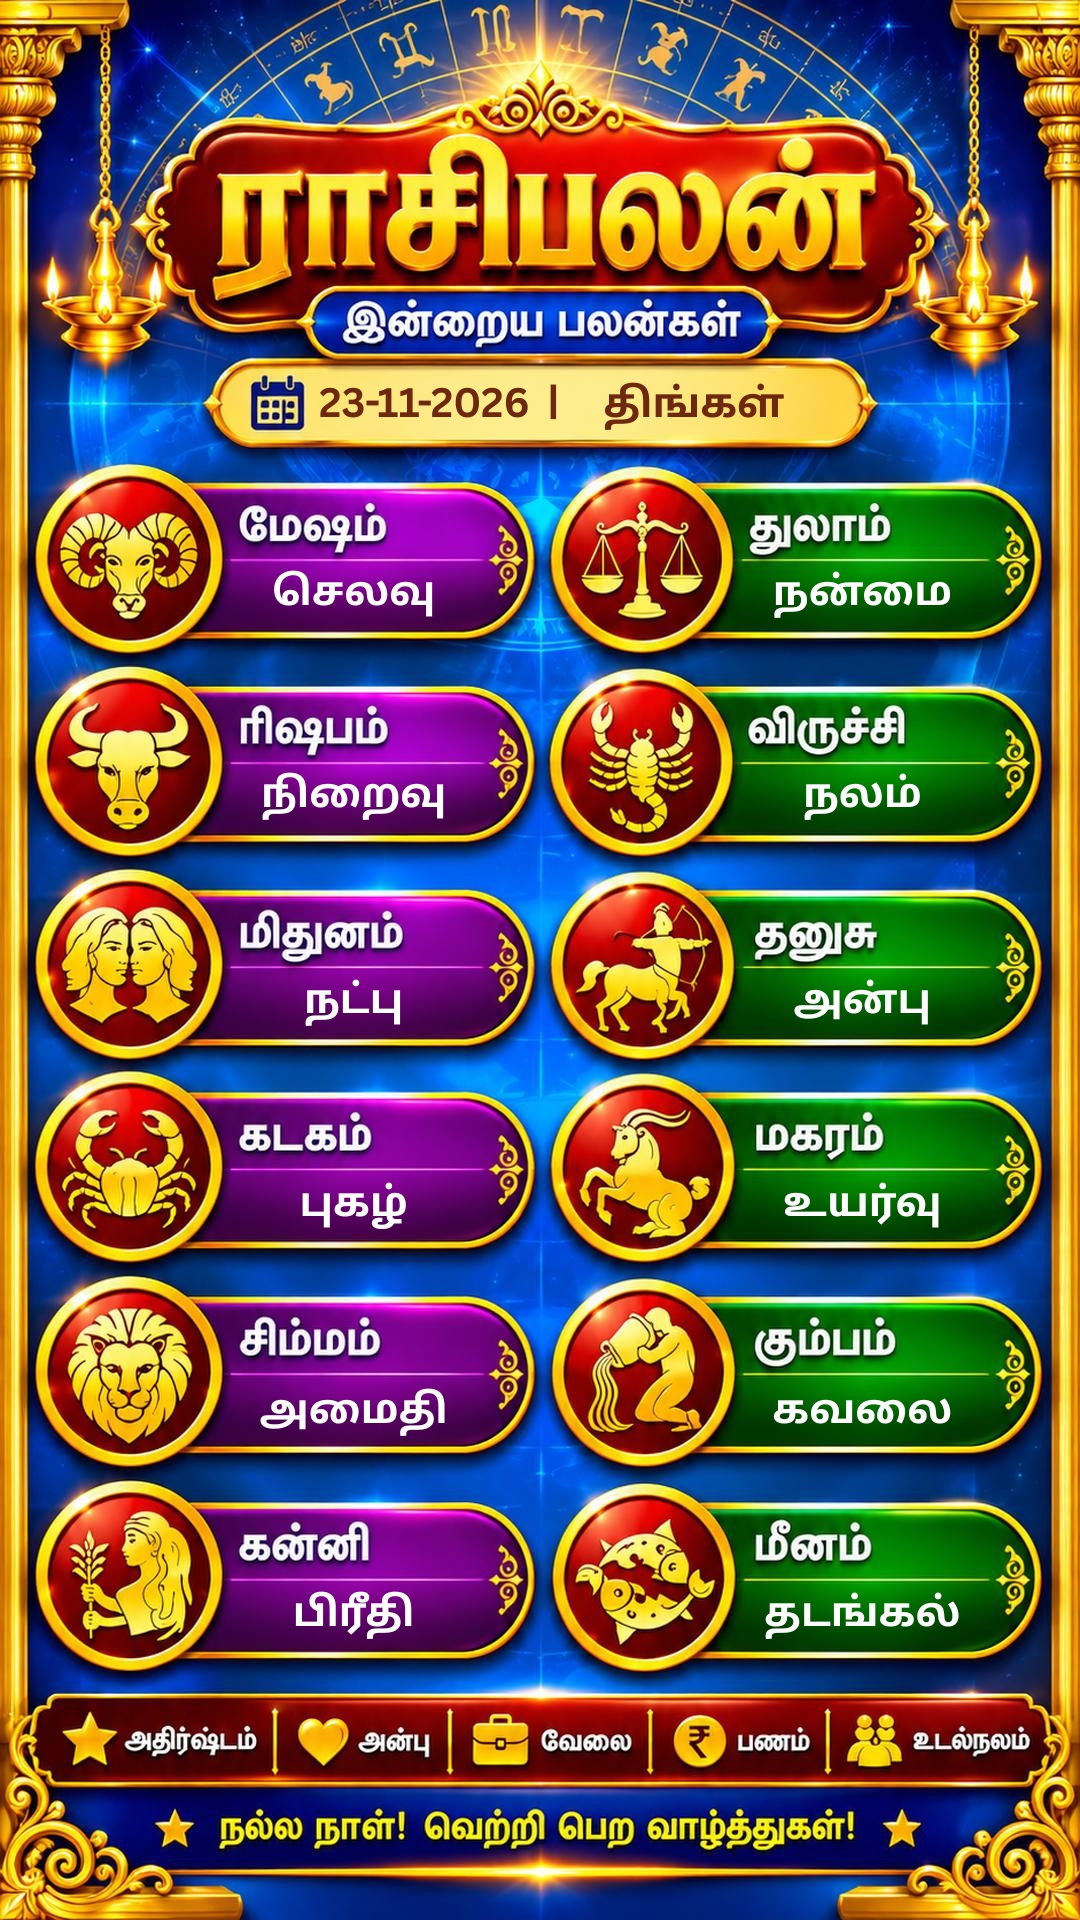 ராசிபலன்
இன்றைய பலன்கள்
23-11-2026 | திங்கள்
மேஷம்
செலவு
துலாம்
நன்மை
ரிஷபம்
நிறைவு
விருச்சி
நலம்
மிதுனம்
நட்பு
தனுசு
அன்பு
கடகம்
புகழ்
மகரம்
உயர்வு
சிம்மம்
அமைதி
கும்பம்
கவலை
கன்னி
பிரீதி
மீனம்
தடங்கல்
அதிர்ஷ்டம் அன்பு வேலை ₹ பணம் உடல்நலம்
நல்ல நாள்! வெற்றி பெற வாழ்த்துகள்!